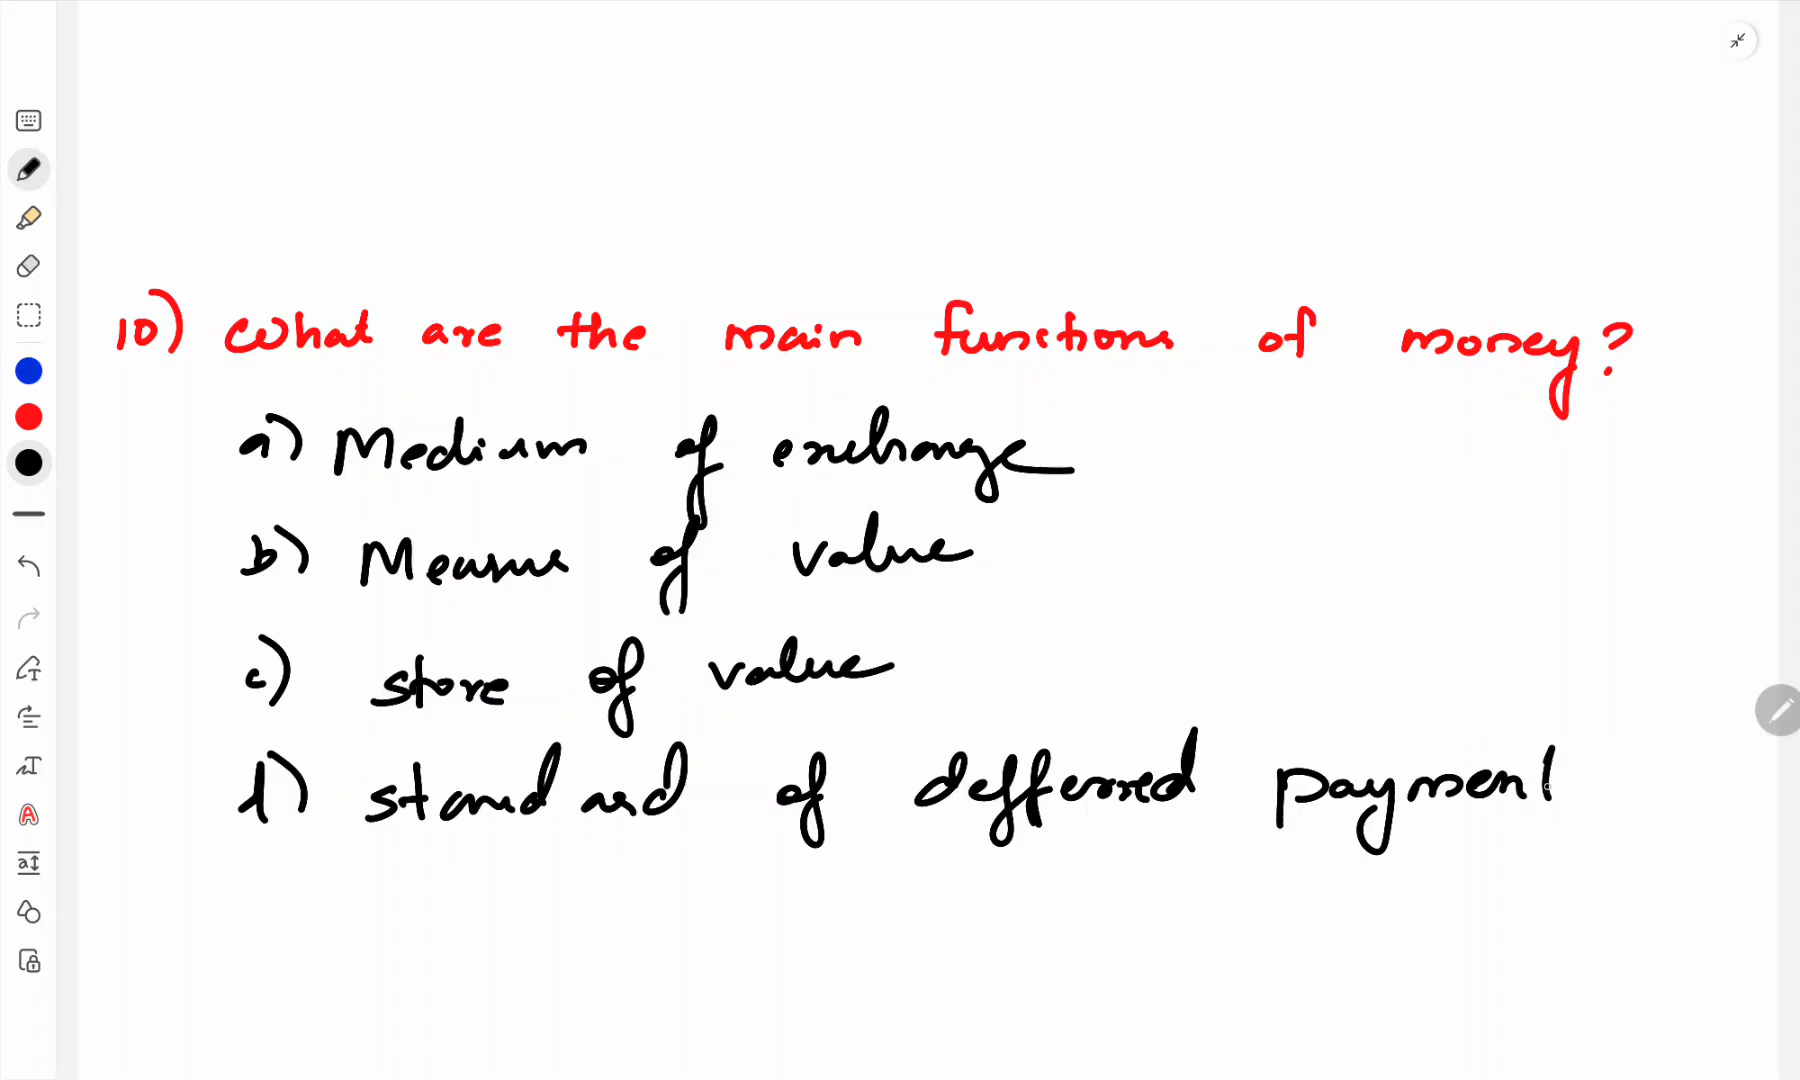 10) What are the main functions of money?
a) Medium of exchange
b) Measure of value
c) store of value
d) standard of defferred payment